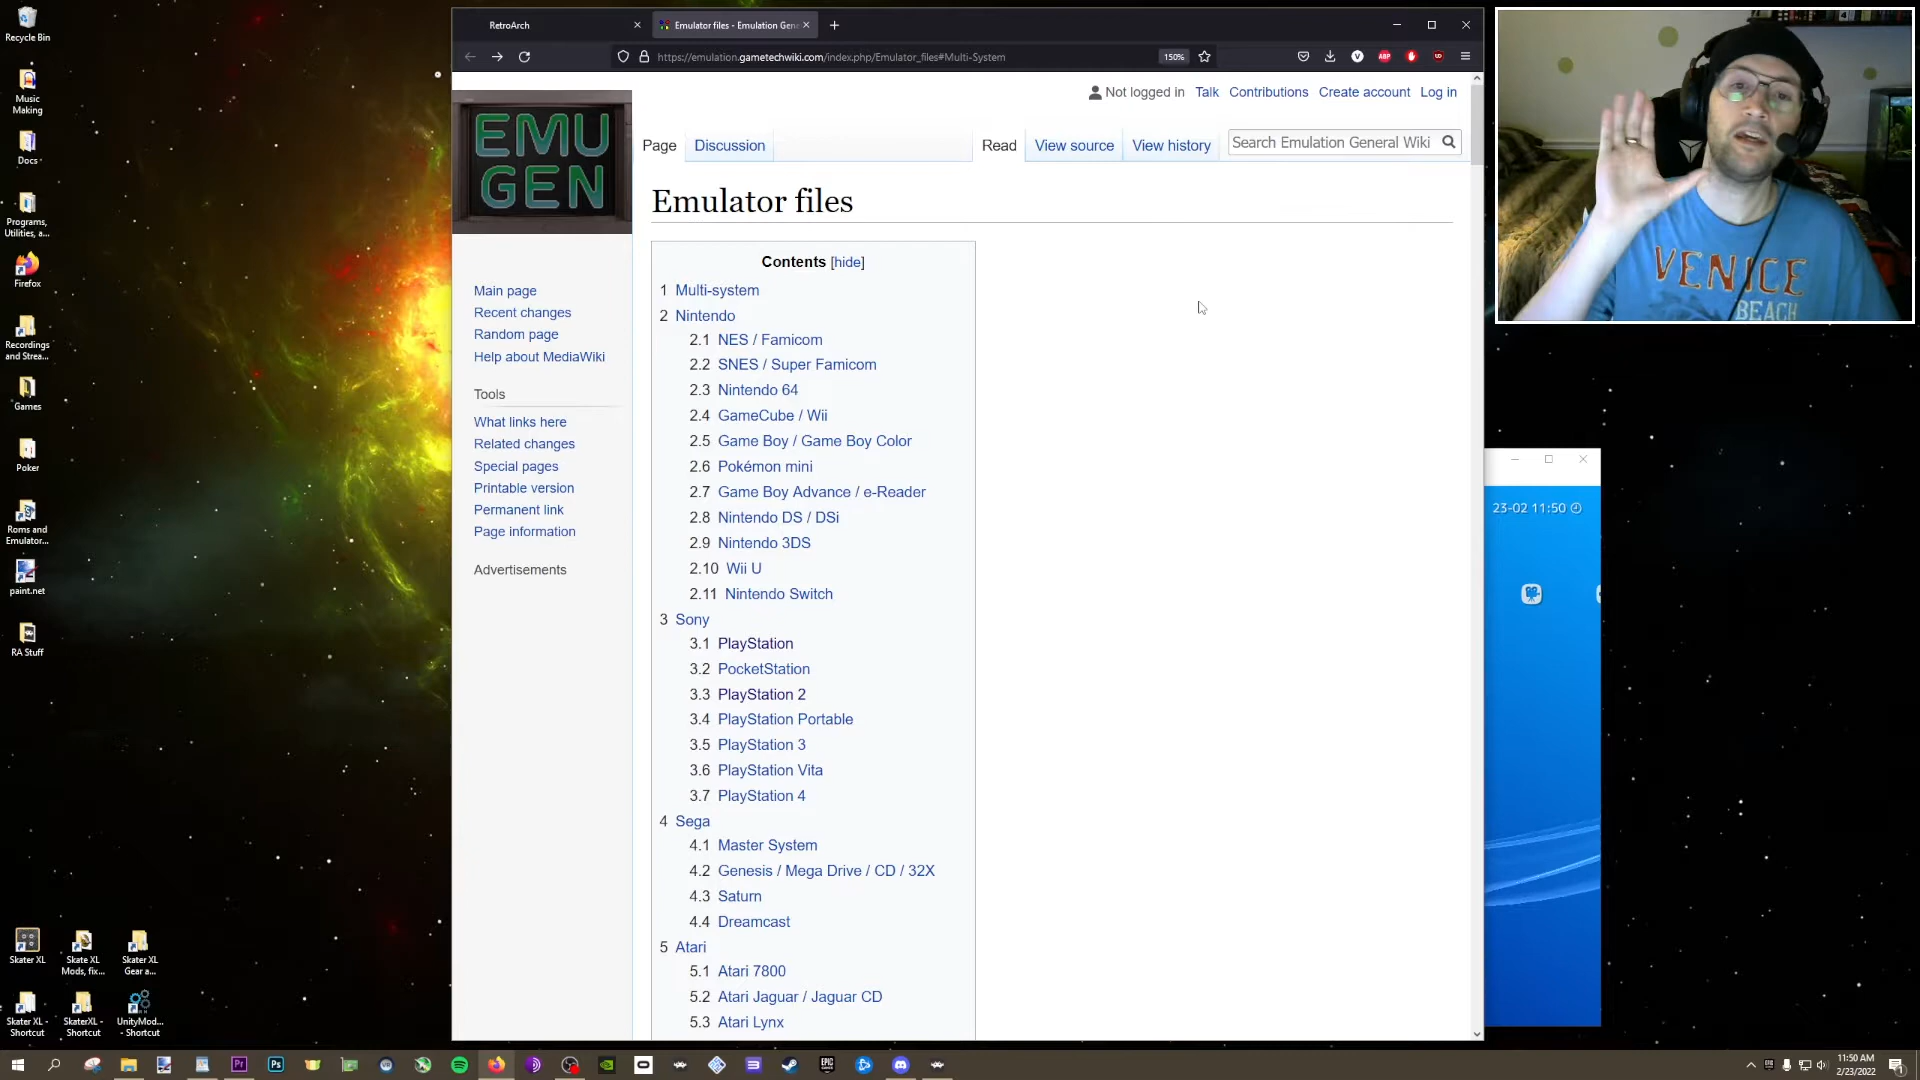 Recycle Bin
Music
Making
Docs
Programs,
Utilities, a...
Firefox
Recordings
and Strea...
Games
Poker
Roms and
Emulator...
paint.net
RA Stuff
Skater XL
Skate XL
Mods, fix...
Skater XL
Gear a...
Skater XL -
Shortcut
SkaterXL -
Shortcut
UnityMod...
- Shortcut
RetroArch
Emulator files - Emulation Gene
https://emulation.gametechwiki.com/index.php/Emulator_files#Multi-System
150%
ABP
Not logged in Talk Contributions Create account Log in
EMU
GEN
Page Discussion Read View source View history Search Emulation General Wiki
Emulator files
Main page
Recent changes
Random page
Help about MediaWiki
Tools
What links here
Related changes
Special pages
Printable version
Permanent link
Page information
Advertisements
Contents [hide]
1 Multi-system
2 Nintendo
2.1 NES / Famicom
2.2 SNES / Super Famicom
2.3 Nintendo 64
2.4 GameCube / Wii
2.5 Game Boy / Game Boy Color
2.6 Pokémon mini
2.7 Game Boy Advance / e-Reader
2.8 Nintendo DS / DSi
2.9 Nintendo 3DS
2.10 Wii U
2.11 Nintendo Switch
3 Sony
3.1 PlayStation
3.2 PocketStation
3.3 PlayStation 2
3.4 PlayStation Portable
3.5 PlayStation 3
3.6 PlayStation Vita
3.7 PlayStation 4
4 Sega
4.1 Master System
4.2 Genesis / Mega Drive / CD / 32X
4.3 Saturn
4.4 Dreamcast
5 Atari
5.1 Atari 7800
5.2 Atari Jaguar / Jaguar CD
5.3 Atari Lynx
VENICE
BEACH
23-02 11:50
Pr
Ps
EPIC
GAMES
11:50 AM
2/23/2022